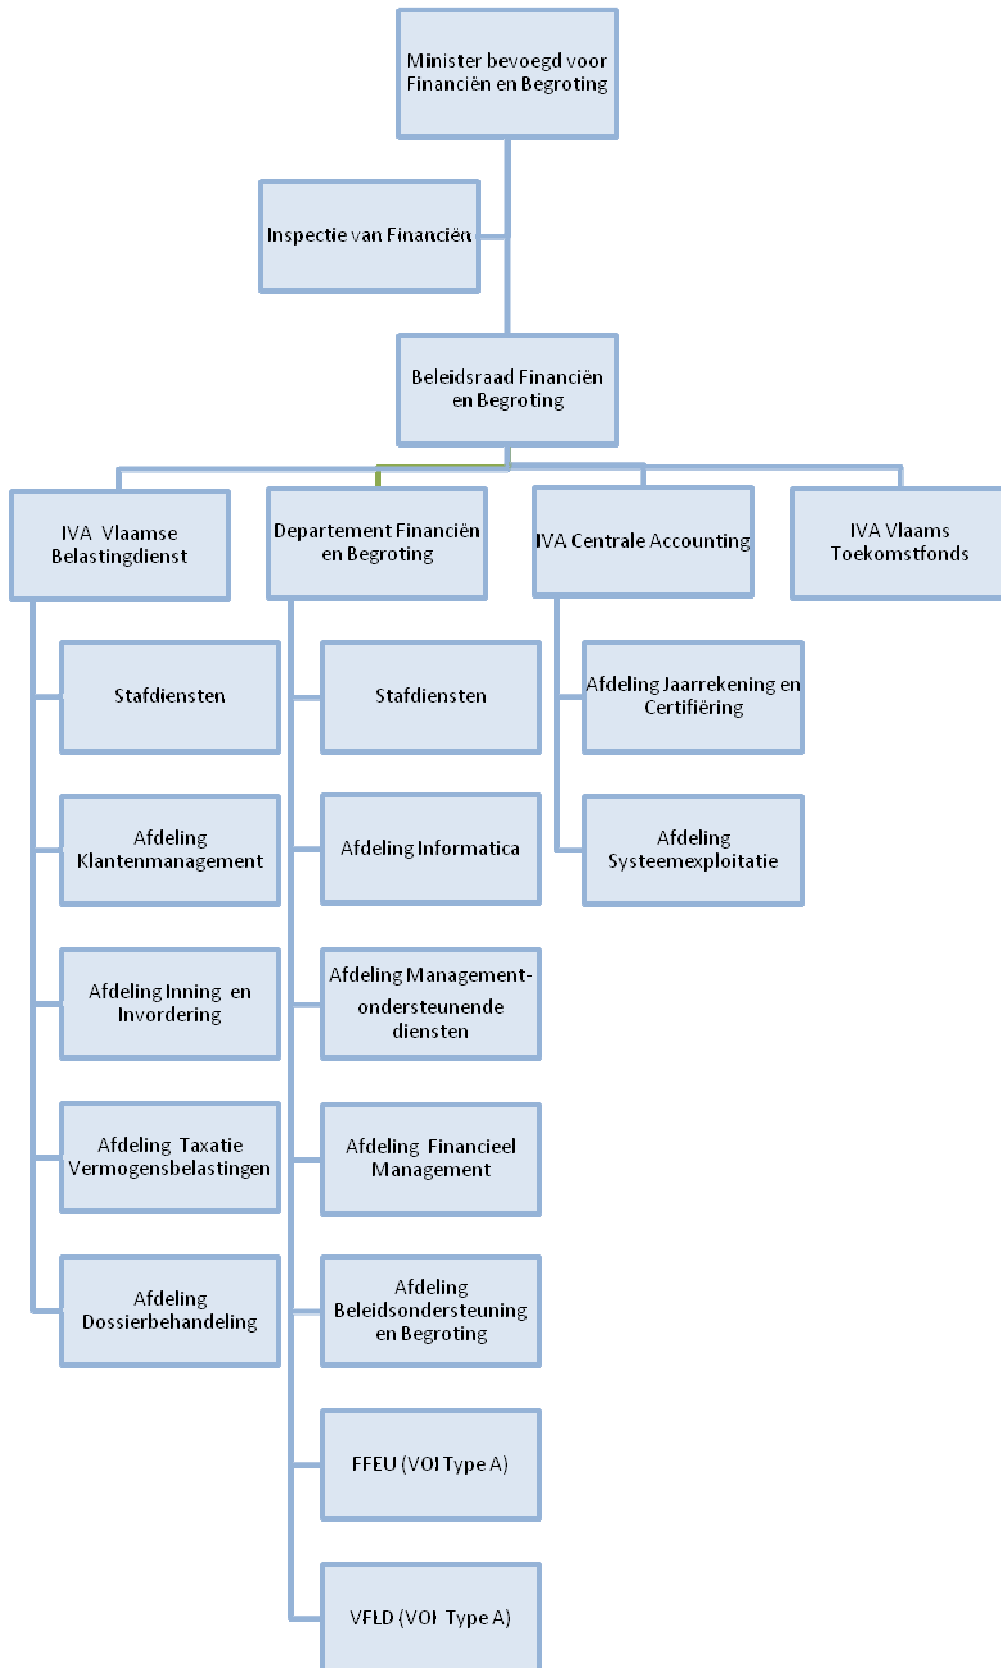 Minister bevoegd voor
Financiën en Begroting
Inspectie van Financiën
Beleidsraad Financiën
en Begroting
IVA Vlaamse
Belastingdienst
Departement Financiën
en Begroting
IVA Centrale Accounting
IVA Vlaams
Toekomstfonds
Stafdiensten
Stafdiensten
Afdeling Jaarrekening en
Certifiëring
Afdeling
Klantenmanagement
Afdeling Informatica
Afdeling
Systeemexploitatie
Afdeling Inning en
Invordering
Afdeling Management-
ondersteunende
diensten
Afdeling Taxatie
Vermogensbelastingen
Afdeling Financieel
Management
Afdeling
Dossierbehandeling
Afdeling
Beleidsondersteuning
en Begroting
FFEU (VOI Type A)
Type A)